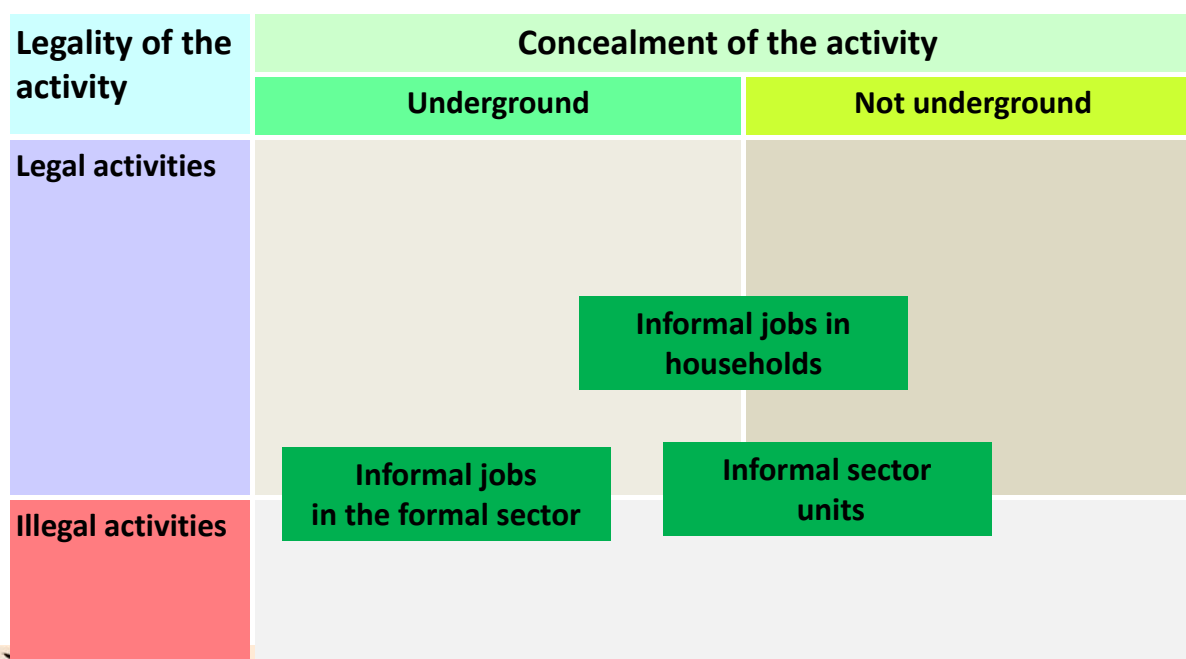 Legality of the
activity
Concealment of the activity
Underground
Not underground
Legal activities
Informal jobs in
households
Informal jobs
in the formal sector
Informal sector
units
Illegal activities